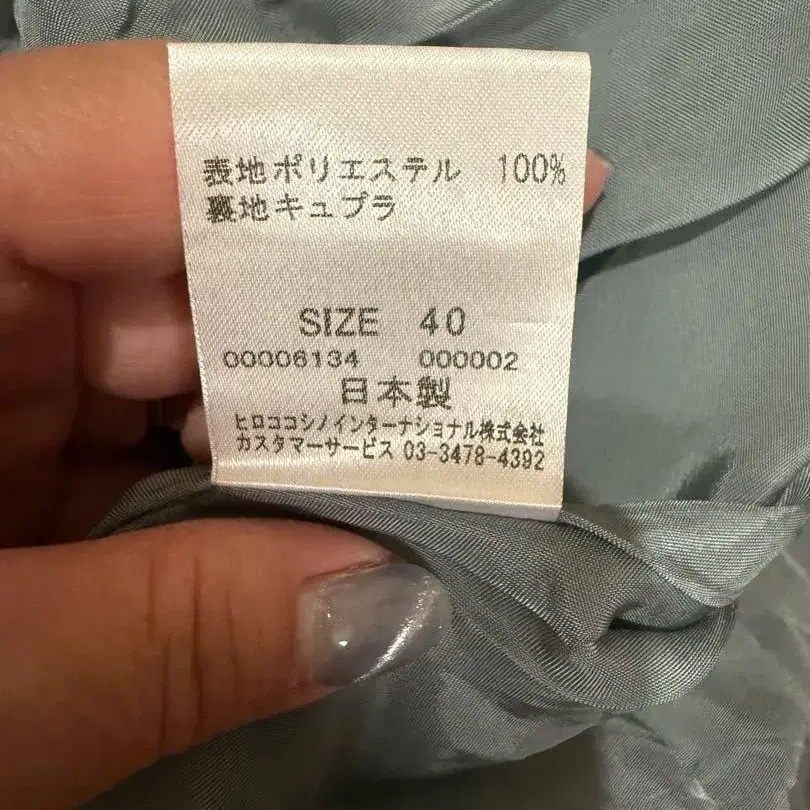 表地ポリエステル 100%
裏地キュプラ
SIZE 40
00006134 000002
日本製
ヒロココシノインターナショナル株式会社
カスタマーサービス 03-3478-4392